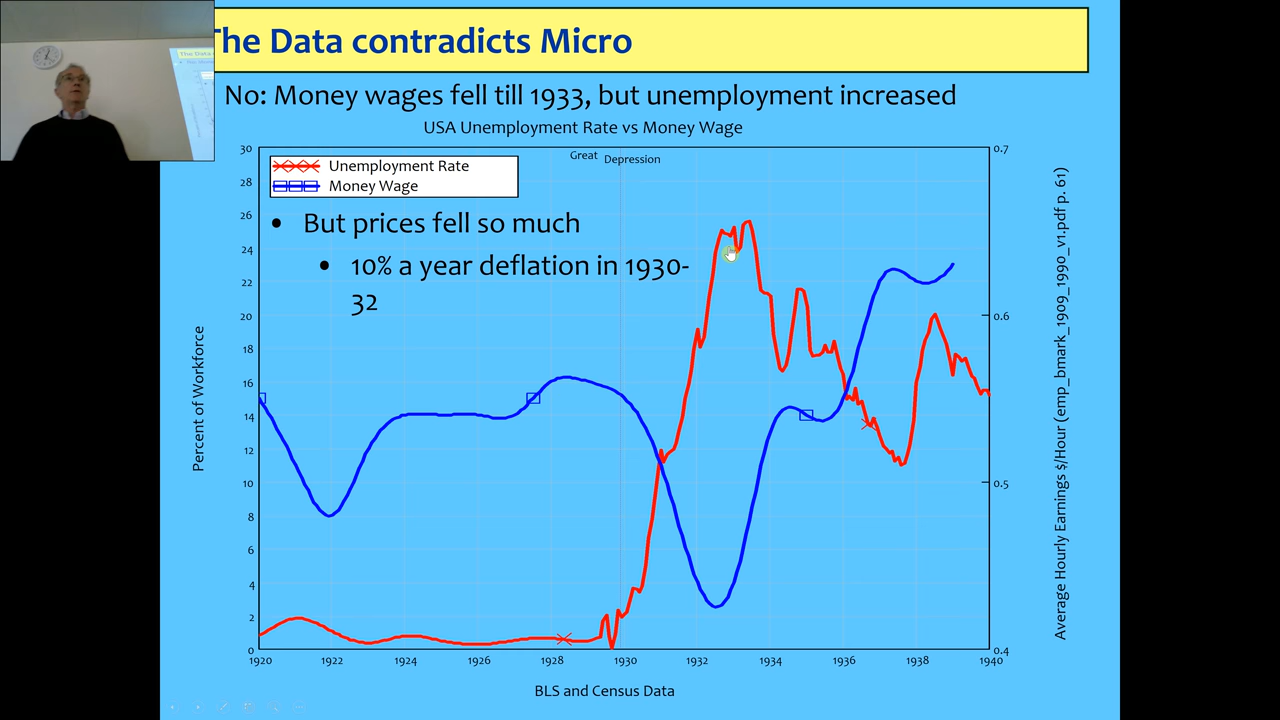 The Data contradicts Micro
No: Money wages fell till 1933, but unemployment increased
USA Unemployment Rate vs Money Wage
Great Depression
Unemployment Rate
Money Wage
• But prices fell so much
• 10% a year deflation in 1930-
32
Percent of Workforce
30
28
26
24
22
20
18
16
14
12
10
8
6
4
2
0
0.7
0.6
0.5
0.4
Average Hourly Earnings $/Hour (emp_bmark_1909_1990_v1.pdf p. 61)
1920 1922 1924 1926 1928 1930 1932 1934 1936 1938 1940
BLS and Census Data